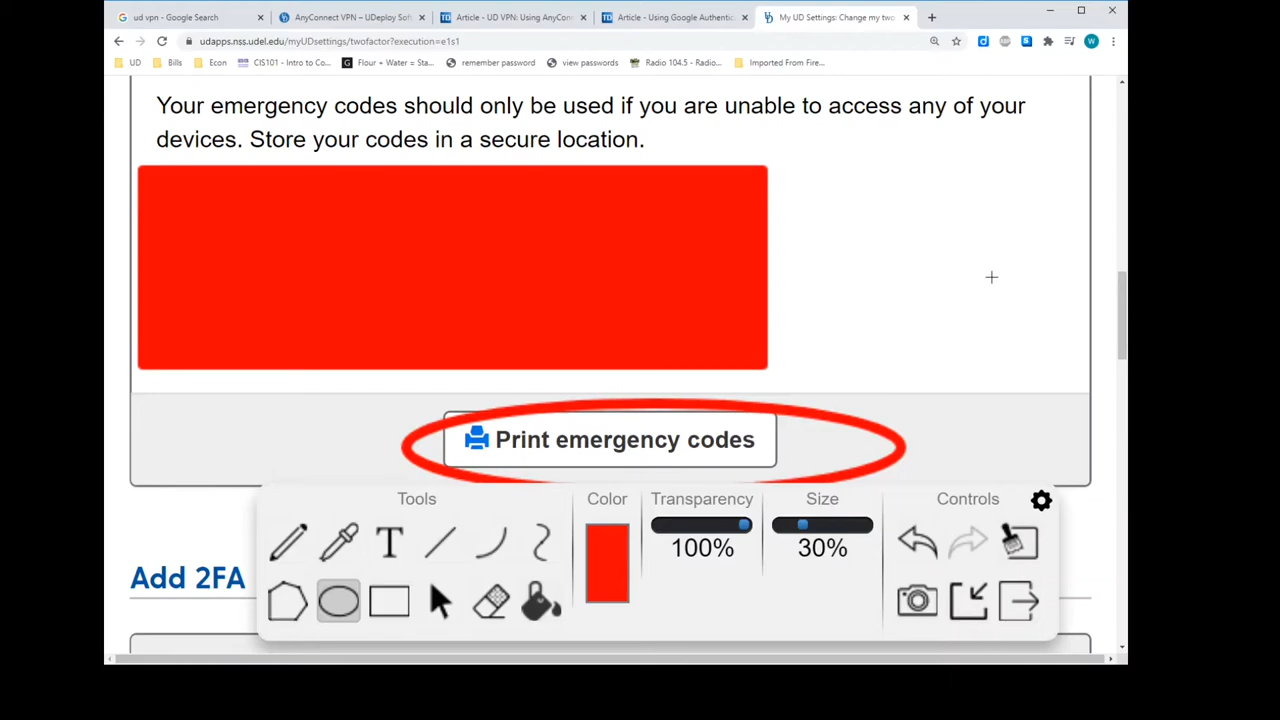 ud vpn - Google Search
AnyConnect VPN – UDeploy Sof
Article - UD VPN: Using AnyCon
Article - Using Google Authentic
My UD Settings: Change my two
udapps.nss.udel.edu/myUDsettings/twofactor?execution=e1s1
UD
Bills
Econ
CIS101 - Intro to Co...
Flour + Water = Sta...
remember password
view passwords
Radio 104.5 - Radio...
Imported From Fire...
Your emergency codes should only be used if you are unable to access any of your
devices. Store your codes in a secure location.
Print emergency codes
Tools
Color
Transparency
Size
Controls
100%
30%
Add 2FA